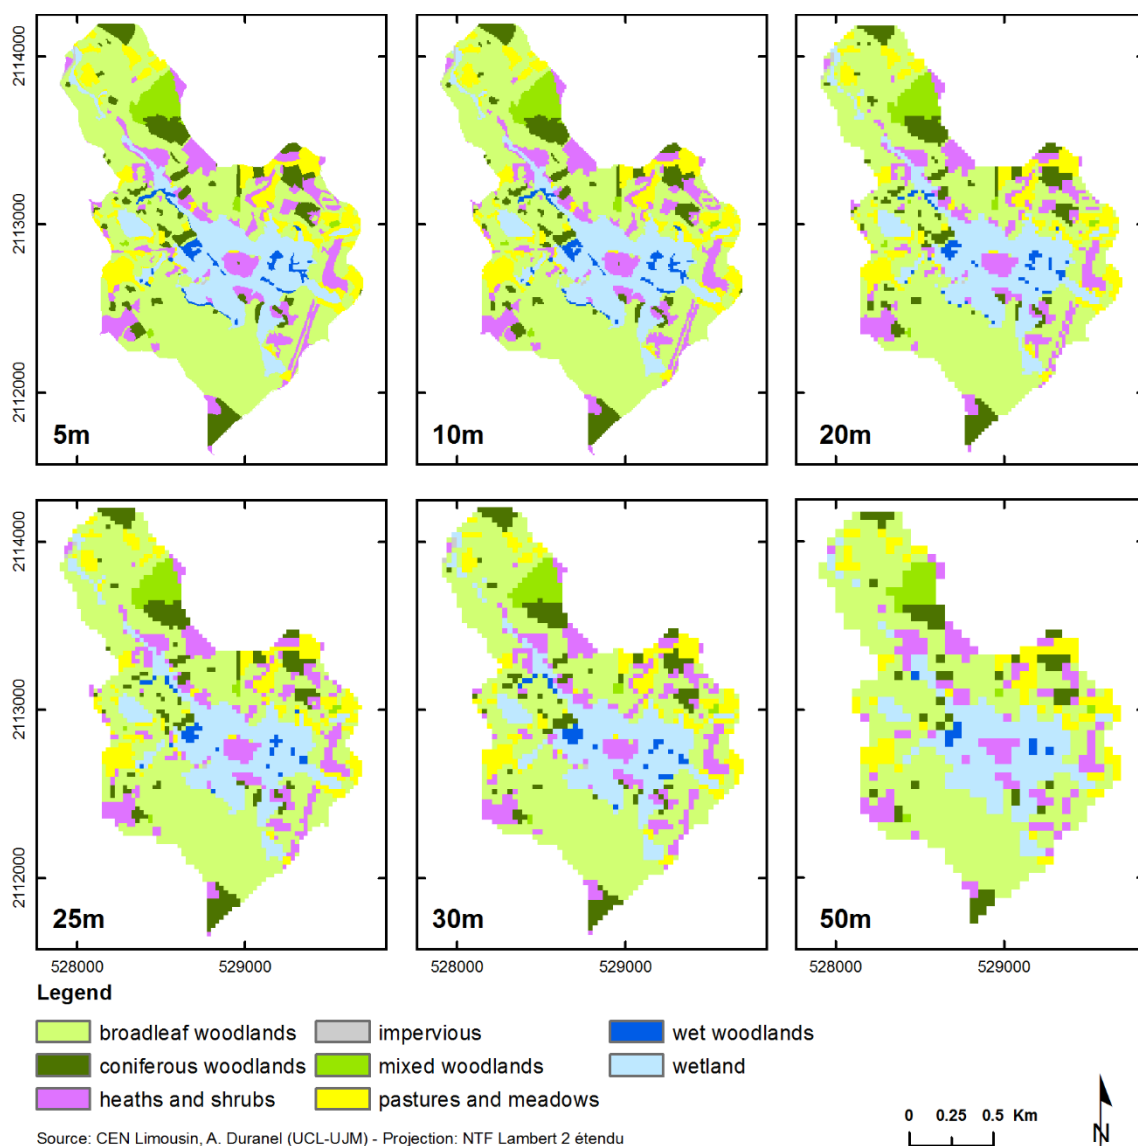 2114000
2113000
2112000
5m
10m
20m
2114000
2113000
2112000
25m
30m
50m
528000 529000 528000 529000 528000 529000
Legend
broadleaf woodlands impervious wet woodlands
coniferous woodlands mixed woodlands wetland
heaths and shrubs pastures and meadows
0 0.25 0.5 Km
N
Source: CEN Limousin, A. Duranel (UCL-UJM) - Projection: NTF Lambert 2 étendu